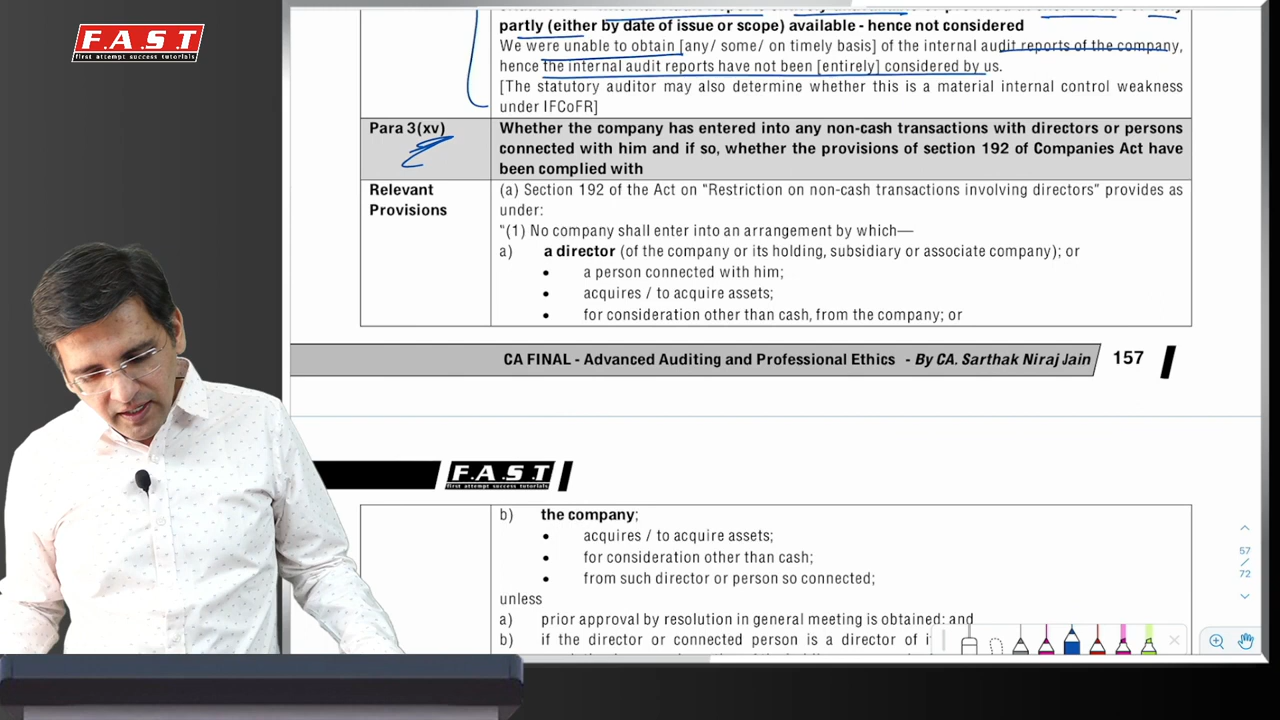 F.A.S.T
first attempt success tutorials
partly (either by date of issue or scope) available - hence not considered
We were unable to obtain [any/ some/ on timely basis] of the internal audit reports of the company,
hence the internal audit reports have not been [entirely] considered by us.
[The statutory auditor may also determine whether this is a material internal control weakness
under IFCoFR]
Para 3(xv)
Whether the company has entered into any non-cash transactions with directors or persons
connected with him and if so, whether the provisions of section 192 of Companies Act have
been complied with
Relevant
Provisions
(a) Section 192 of the Act on "Restriction on non-cash transactions involving directors" provides as
under:
"(1) No company shall enter into an arrangement by which—
a) a director (of the company or its holding, subsidiary or associate company); or
• a person connected with him;
• acquires / to acquire assets;
• for consideration other than cash, from the company; or
CA FINAL - Advanced Auditing and Professional Ethics - By CA. Sarthak Niraj Jain 157
F.A.S.T
first attempt success tutorials
b) the company;
• acquires / to acquire assets;
• for consideration other than cash;
• from such director or person so connected;
unless
a) prior approval by resolution in general meeting is obtained; and
b) if the director or connected person is a director of
57
/
72